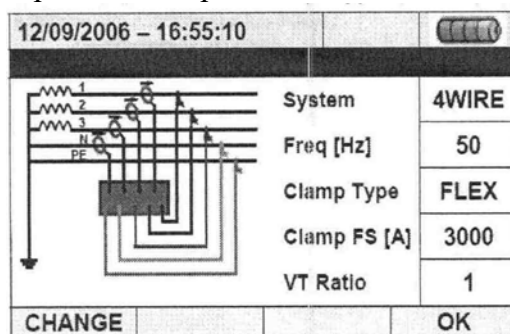 12/09/2006 – 16:55:10
1
2
3
N
PE
System 4WIRE
Freq [Hz] 50
Clamp Type FLEX
Clamp FS [A] 3000
VT Ratio 1
CHANGE OK